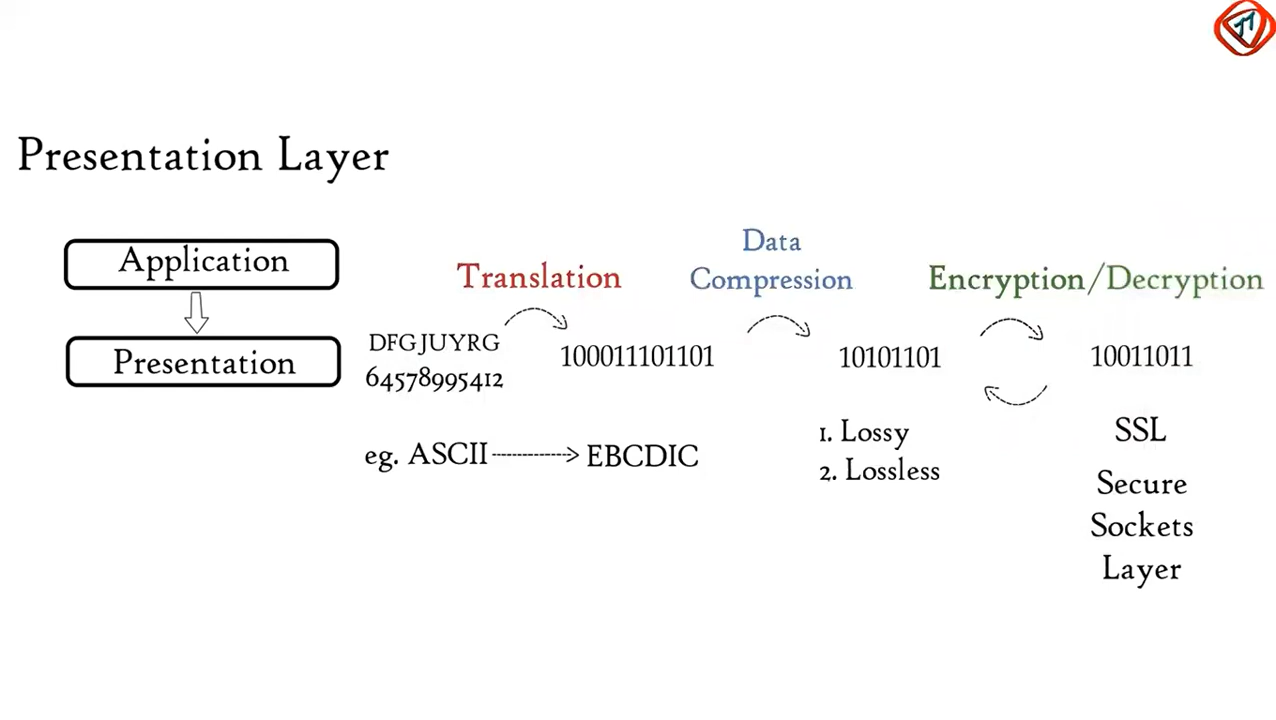 Presentation Layer
Application
Presentation
Translation
Data
Compression
Encryption/Decryption
DFGJUYRG
64578995412
100011101101
10101101
10011011
eg. ASCII
EBCDIC
1. Lossy
2. Lossless
SSL
Secure
Sockets
Layer